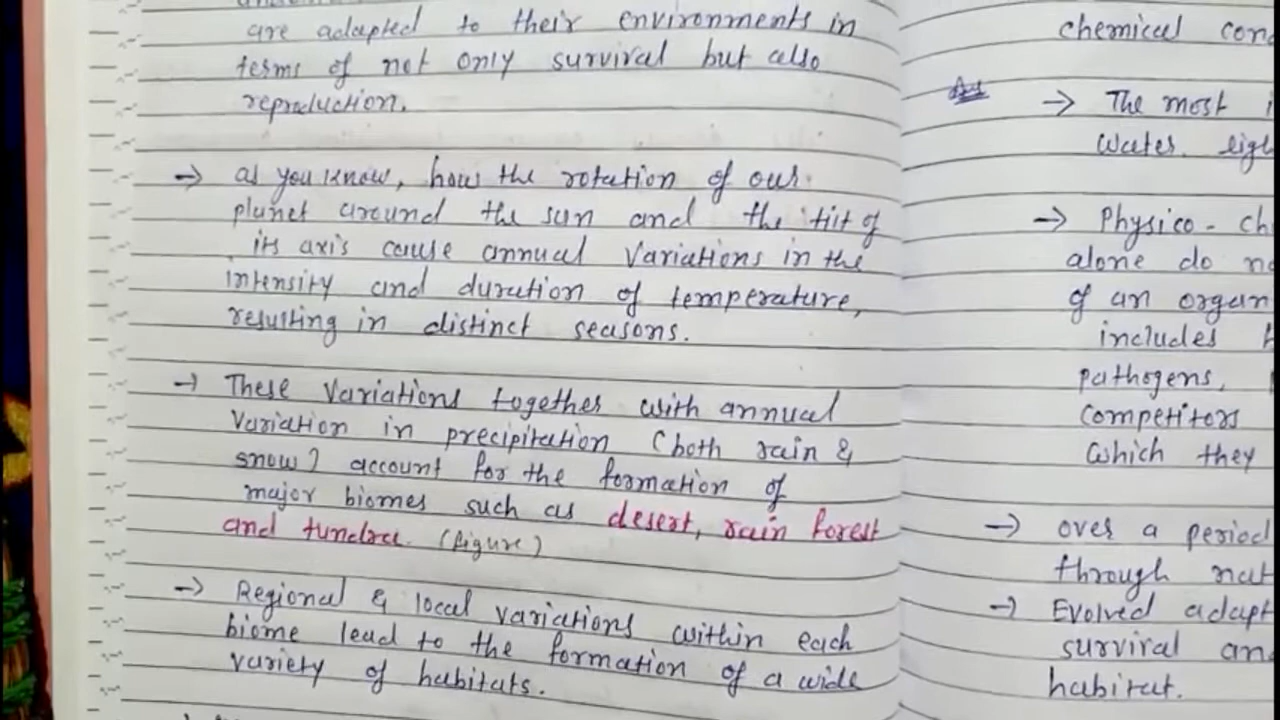 are adapted to their environments in
terms of not only survival but also
reproduction.
→ as you know, how the rotation of our
planet around the sun and the tilt of
its axis cause annual variations in the
intensity and duration of temperature,
resulting in distinct seasons.
→ These variations together with annual
variation in precipitation (both rain &
snow) account for the formation of
major biomes such as desert, rain forest
and tundra. (figure)
→ Regional & local variations within each
biome lead to the formation of a wide
variety of habitats.
chemical con
→ The most i
water. ligh
→ Physico - ch
alone do no
of an organ
includes
pathogens,
competitors
which they
→ over a period
through nat
→ Evolved adapt
survival an
habitat.